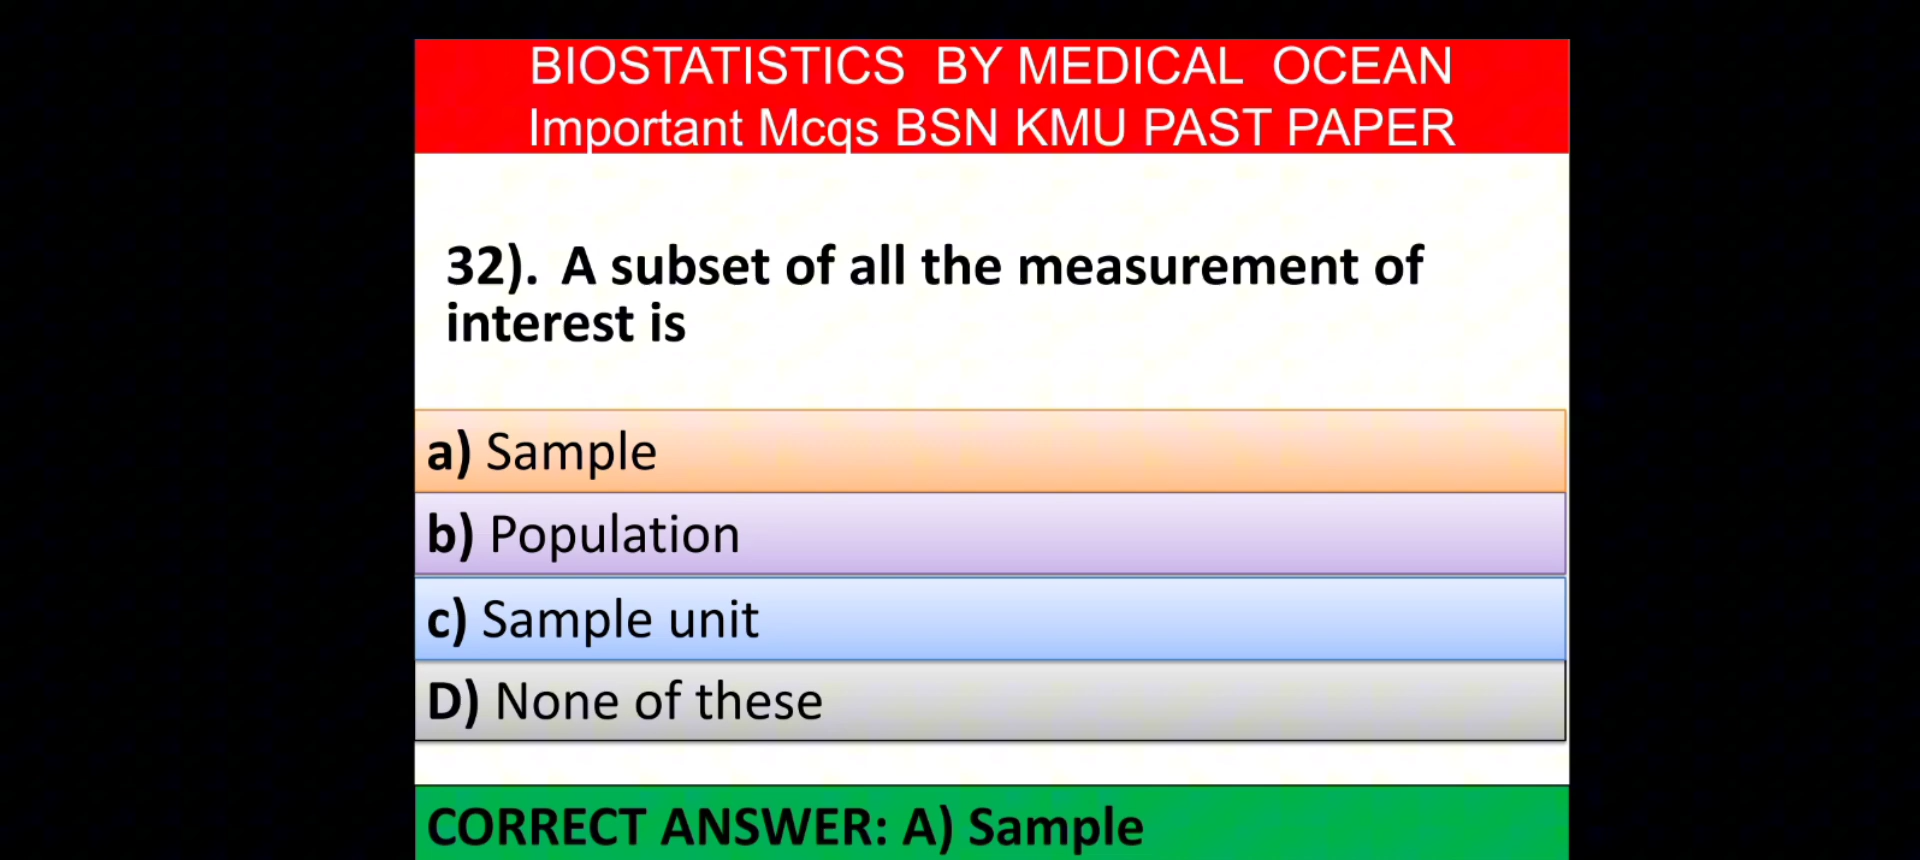 BIOSTATISTICS BY MEDICAL OCEAN
Important Mcqs BSN KMU PAST PAPER
32). A subset of all the measurement of
interest is
a) Sample
b) Population
c) Sample unit
D) None of these
CORRECT ANSWER: A) Sample